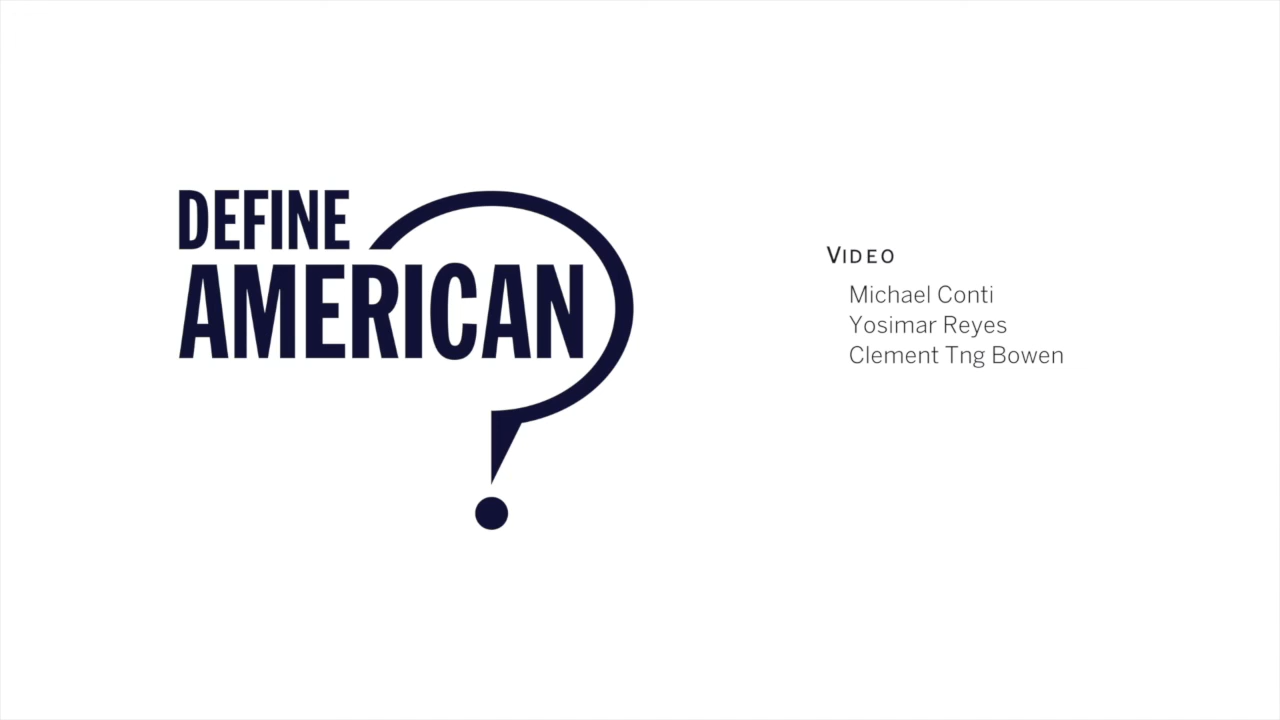 DEFINE
AMERICAN
VIDEO
Michael Conti
Yosimar Reyes
Clement Tng Bowen